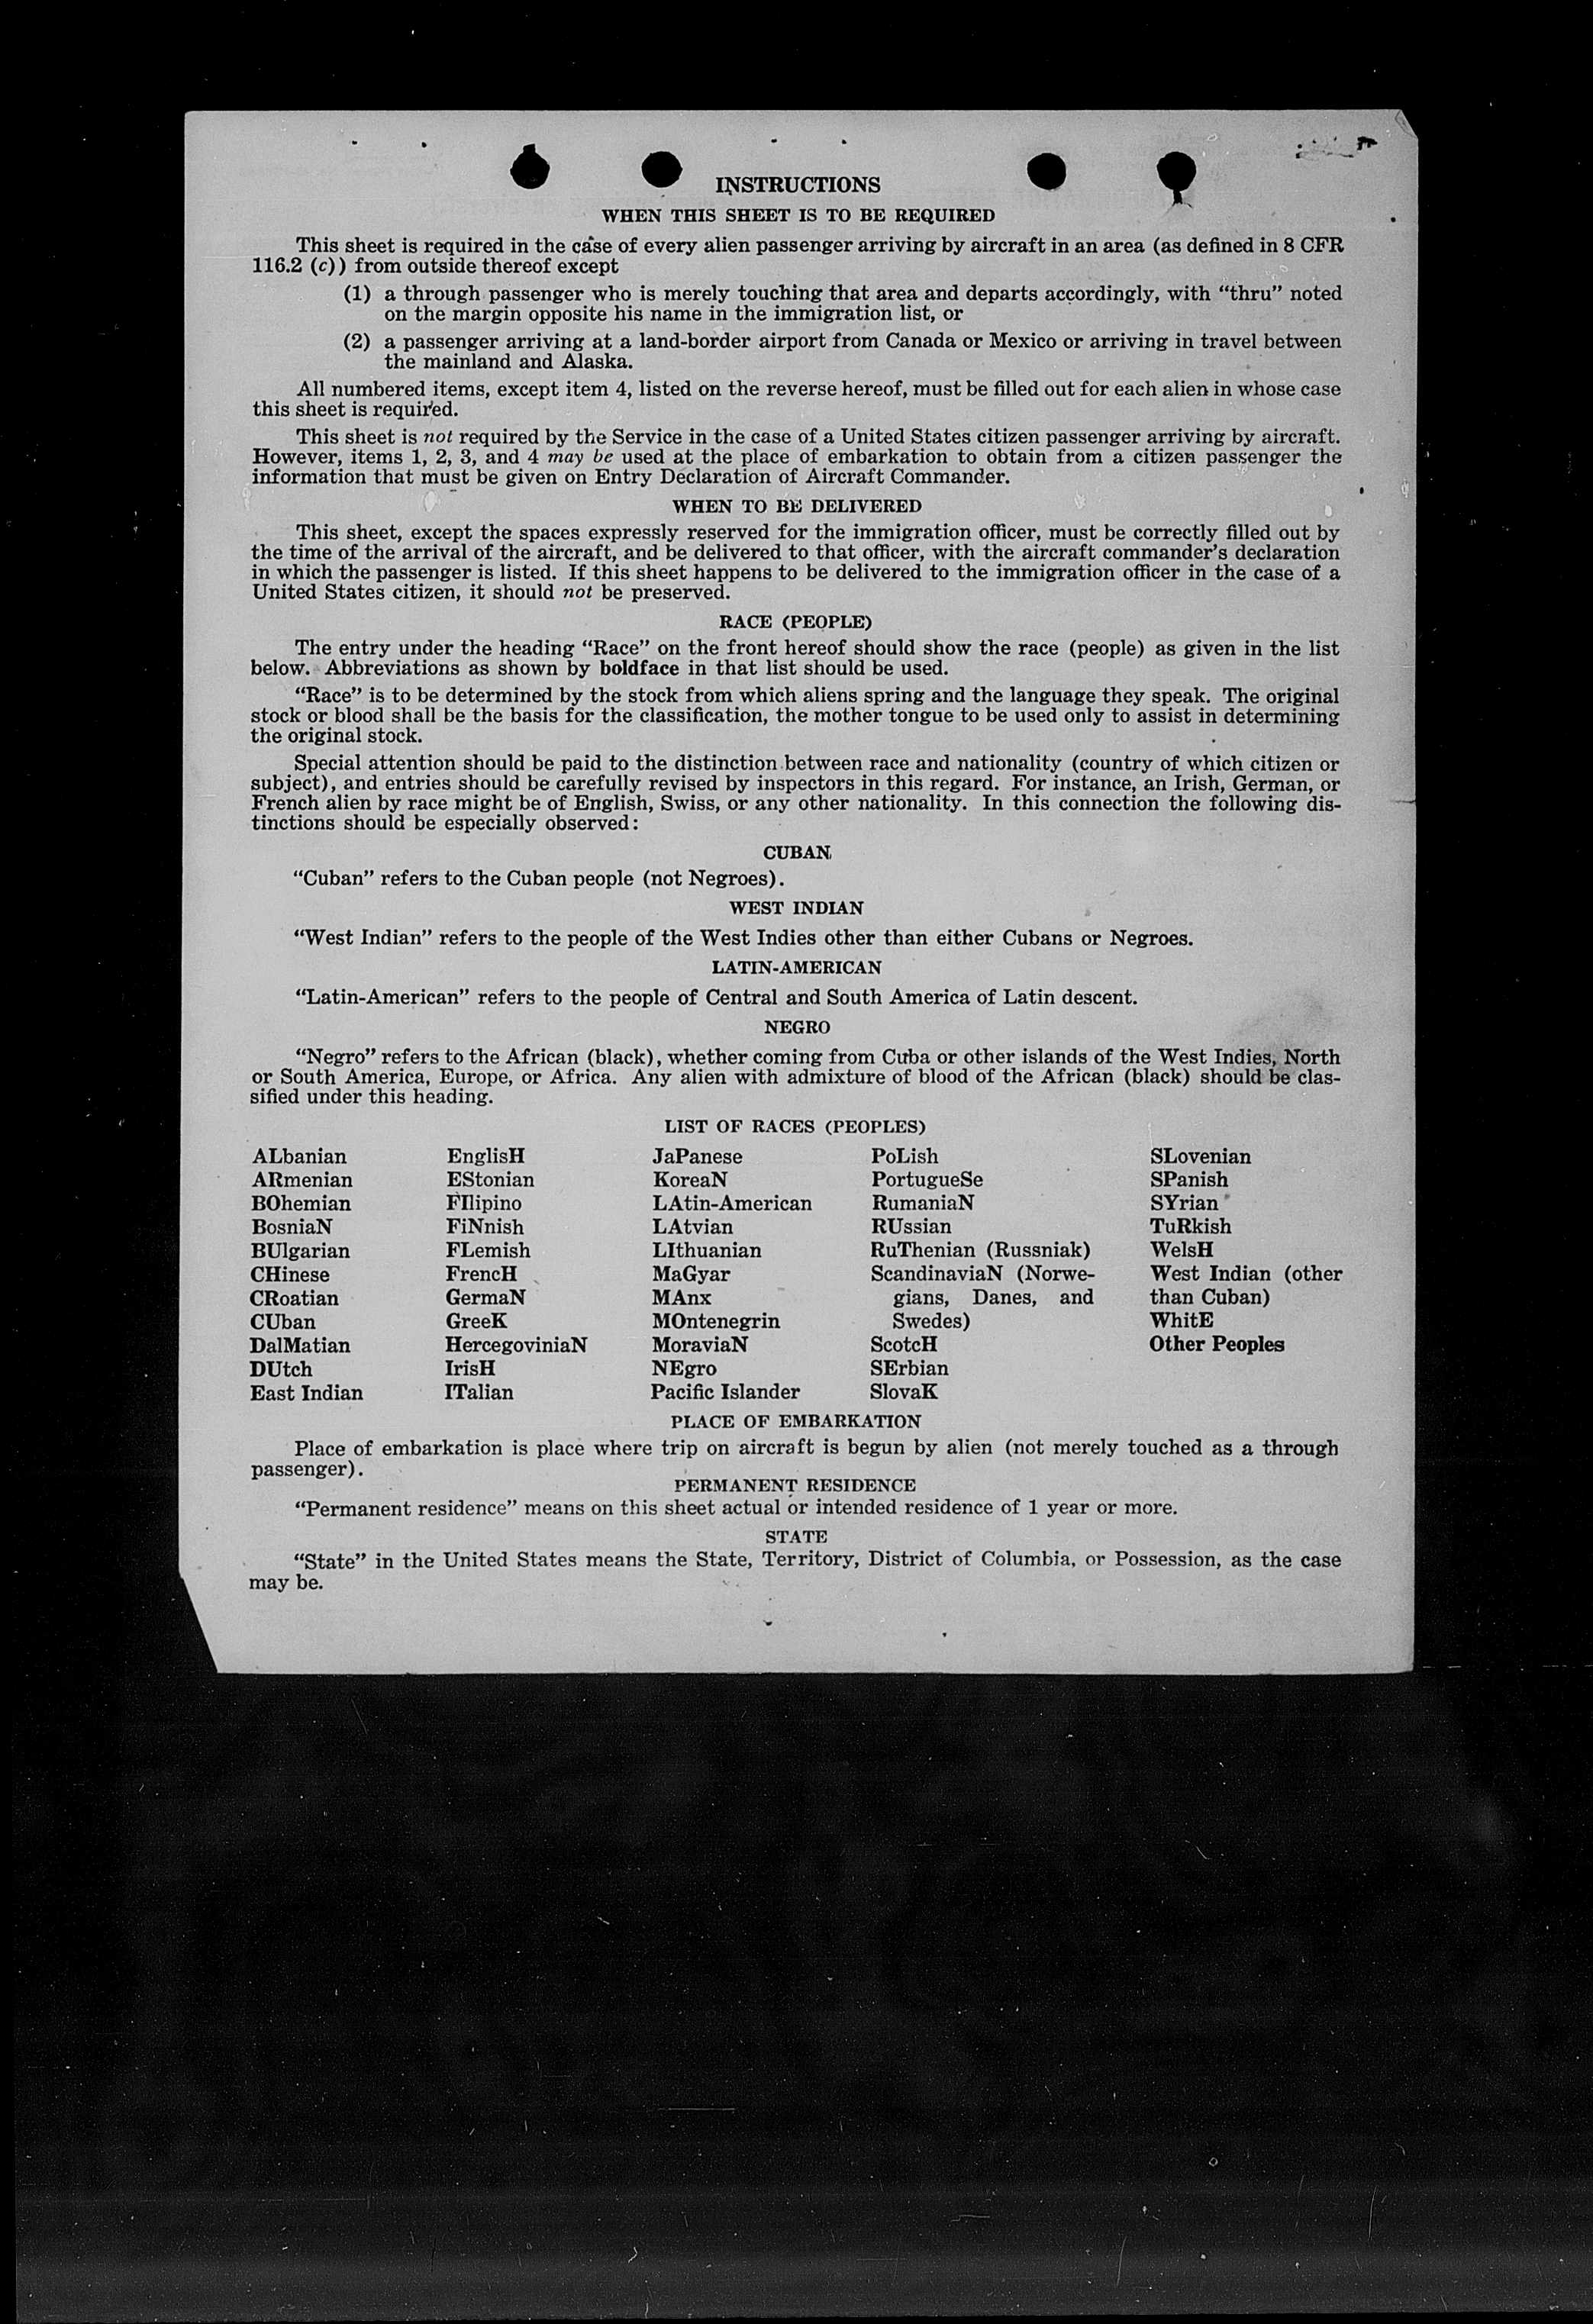 INSTRUCTIONS
WHEN THIS SHEET IS TO BE REQUIRED
This sheet is required in the case of every alien passenger arriving by aircraft in an area (as defined in 8 CFR
116.2 (c)) from outside thereof except
(1) a through passenger who is merely touching that area and departs accordingly, with “thru” noted
on the margin opposite his name in the immigration list, or
(2) a passenger arriving at a land-border airport from Canada or Mexico or arriving in travel between
the mainland and Alaska.
All numbered items, except item 4, listed on the reverse hereof, must be filled out for each alien in whose case
this sheet is required.
This sheet is not required by the Service in the case of a United States citizen passenger arriving by aircraft.
However, items 1, 2, 3, and 4 may be used at the place of embarkation to obtain from a citizen passenger the
information that must be given on Entry Declaration of Aircraft Commander.
WHEN TO BE DELIVERED
This sheet, except the spaces expressly reserved for the immigration officer, must be correctly filled out by
the time of the arrival of the aircraft, and be delivered to that officer, with the aircraft commander’s declaration
in which the passenger is listed. If this sheet happens to be delivered to the immigration officer in the case of a
United States citizen, it should not be preserved.
RACE (PEOPLE)
The entry under the heading “Race” on the front hereof should show the race (people) as given in the list
below. Abbreviations as shown by boldface in that list should be used.
“Race” is to be determined by the stock from which aliens spring and the language they speak. The original
stock or blood shall be the basis for the classification, the mother tongue to be used only to assist in determining
the original stock.
Special attention should be paid to the distinction between race and nationality (country of which citizen or
subject), and entries should be carefully revised by inspectors in this regard. For instance, an Irish, German, or
French alien by race might be of English, Swiss, or any other nationality. In this connection the following dis-
tinctions should be especially observed:
CUBAN
“Cuban” refers to the Cuban people (not Negroes).
WEST INDIAN
“West Indian” refers to the people of the West Indies other than either Cubans or Negroes.
LATIN-AMERICAN
“Latin-American” refers to the people of Central and South America of Latin descent.
NEGRO
“Negro” refers to the African (black), whether coming from Cuba or other islands of the West Indies, North
or South America, Europe, or Africa. Any alien with admixture of blood of the African (black) should be clas-
sified under this heading.
LIST OF RACES (PEOPLES)
ALbanian
ARmenian
BOhemian
BosniaN
BUlgarian
CHinese
CRoatian
CUban
DalMatian
DUtch
East Indian
EnglisH
EStonian
FIlipino
FiNnish
FLemish
FrencH
GermaN
GreeK
HercegoviniaN
IrisH
ITalian
JaPanese
KoreaN
LAtin-American
LAtvian
LIthuanian
MaGyar
MAnx
MOntenegrin
MoraviaN
NEgro
Pacific Islander
PoLish
PortugueSe
RumaniaN
RUssian
RuThenian (Russniak)
ScandinaviaN (Norwe-
gians, Danes, and
Swedes)
ScotcH
SErbian
SlovaK
SLovenian
SPanish
SYrian
TuRkish
WelsH
West Indian (other
than Cuban)
WhitE
Other Peoples
PLACE OF EMBARKATION
Place of embarkation is place where trip on aircraft is begun by alien (not merely touched as a through
passenger).
PERMANENT RESIDENCE
“Permanent residence” means on this sheet actual or intended residence of 1 year or more.
STATE
“State” in the United States means the State, Territory, District of Columbia, or Possession, as the case
may be.